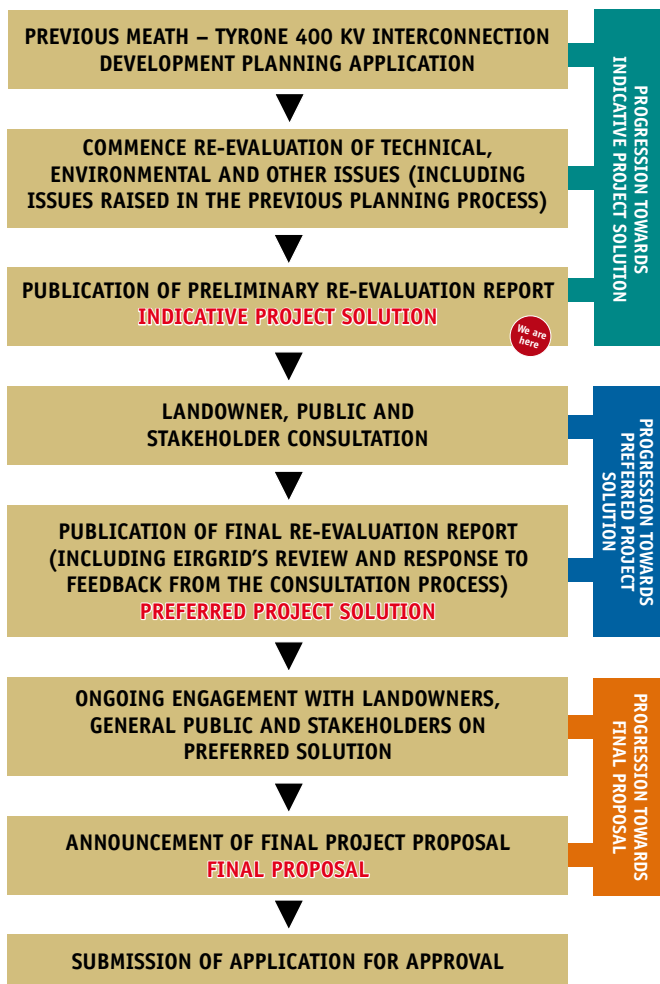 PREVIOUS MEATH – TYRONE 400 KV INTERCONNECTION
DEVELOPMENT PLANNING APPLICATION
COMMENCE RE-EVALUATION OF TECHNICAL,
ENVIRONMENTAL AND OTHER ISSUES (INCLUDING
ISSUES RAISED IN THE PREVIOUS PLANNING PROCESS)
PUBLICATION OF PRELIMINARY RE-EVALUATION REPORT
INDICATIVE PROJECT SOLUTION
We are
here
PROGRESSION TOWARDS
INDICATIVE PROJECT SOLUTION
LANDOWNER, PUBLIC AND
STAKEHOLDER CONSULTATION
PUBLICATION OF FINAL RE-EVALUATION REPORT
(INCLUDING EIRGRID'S REVIEW AND RESPONSE TO
FEEDBACK FROM THE CONSULTATION PROCESS)
PREFERRED PROJECT SOLUTION
PROGRESSION TOWARDS
PREFERRED PROJECT
SOLUTION
ONGOING ENGAGEMENT WITH LANDOWNERS,
GENERAL PUBLIC AND STAKEHOLDERS ON
PREFERRED SOLUTION
ANNOUNCEMENT OF FINAL PROJECT PROPOSAL
FINAL PROPOSAL
PROGRESSION TOWARDS
FINAL PROPOSAL
SUBMISSION OF APPLICATION FOR APPROVAL